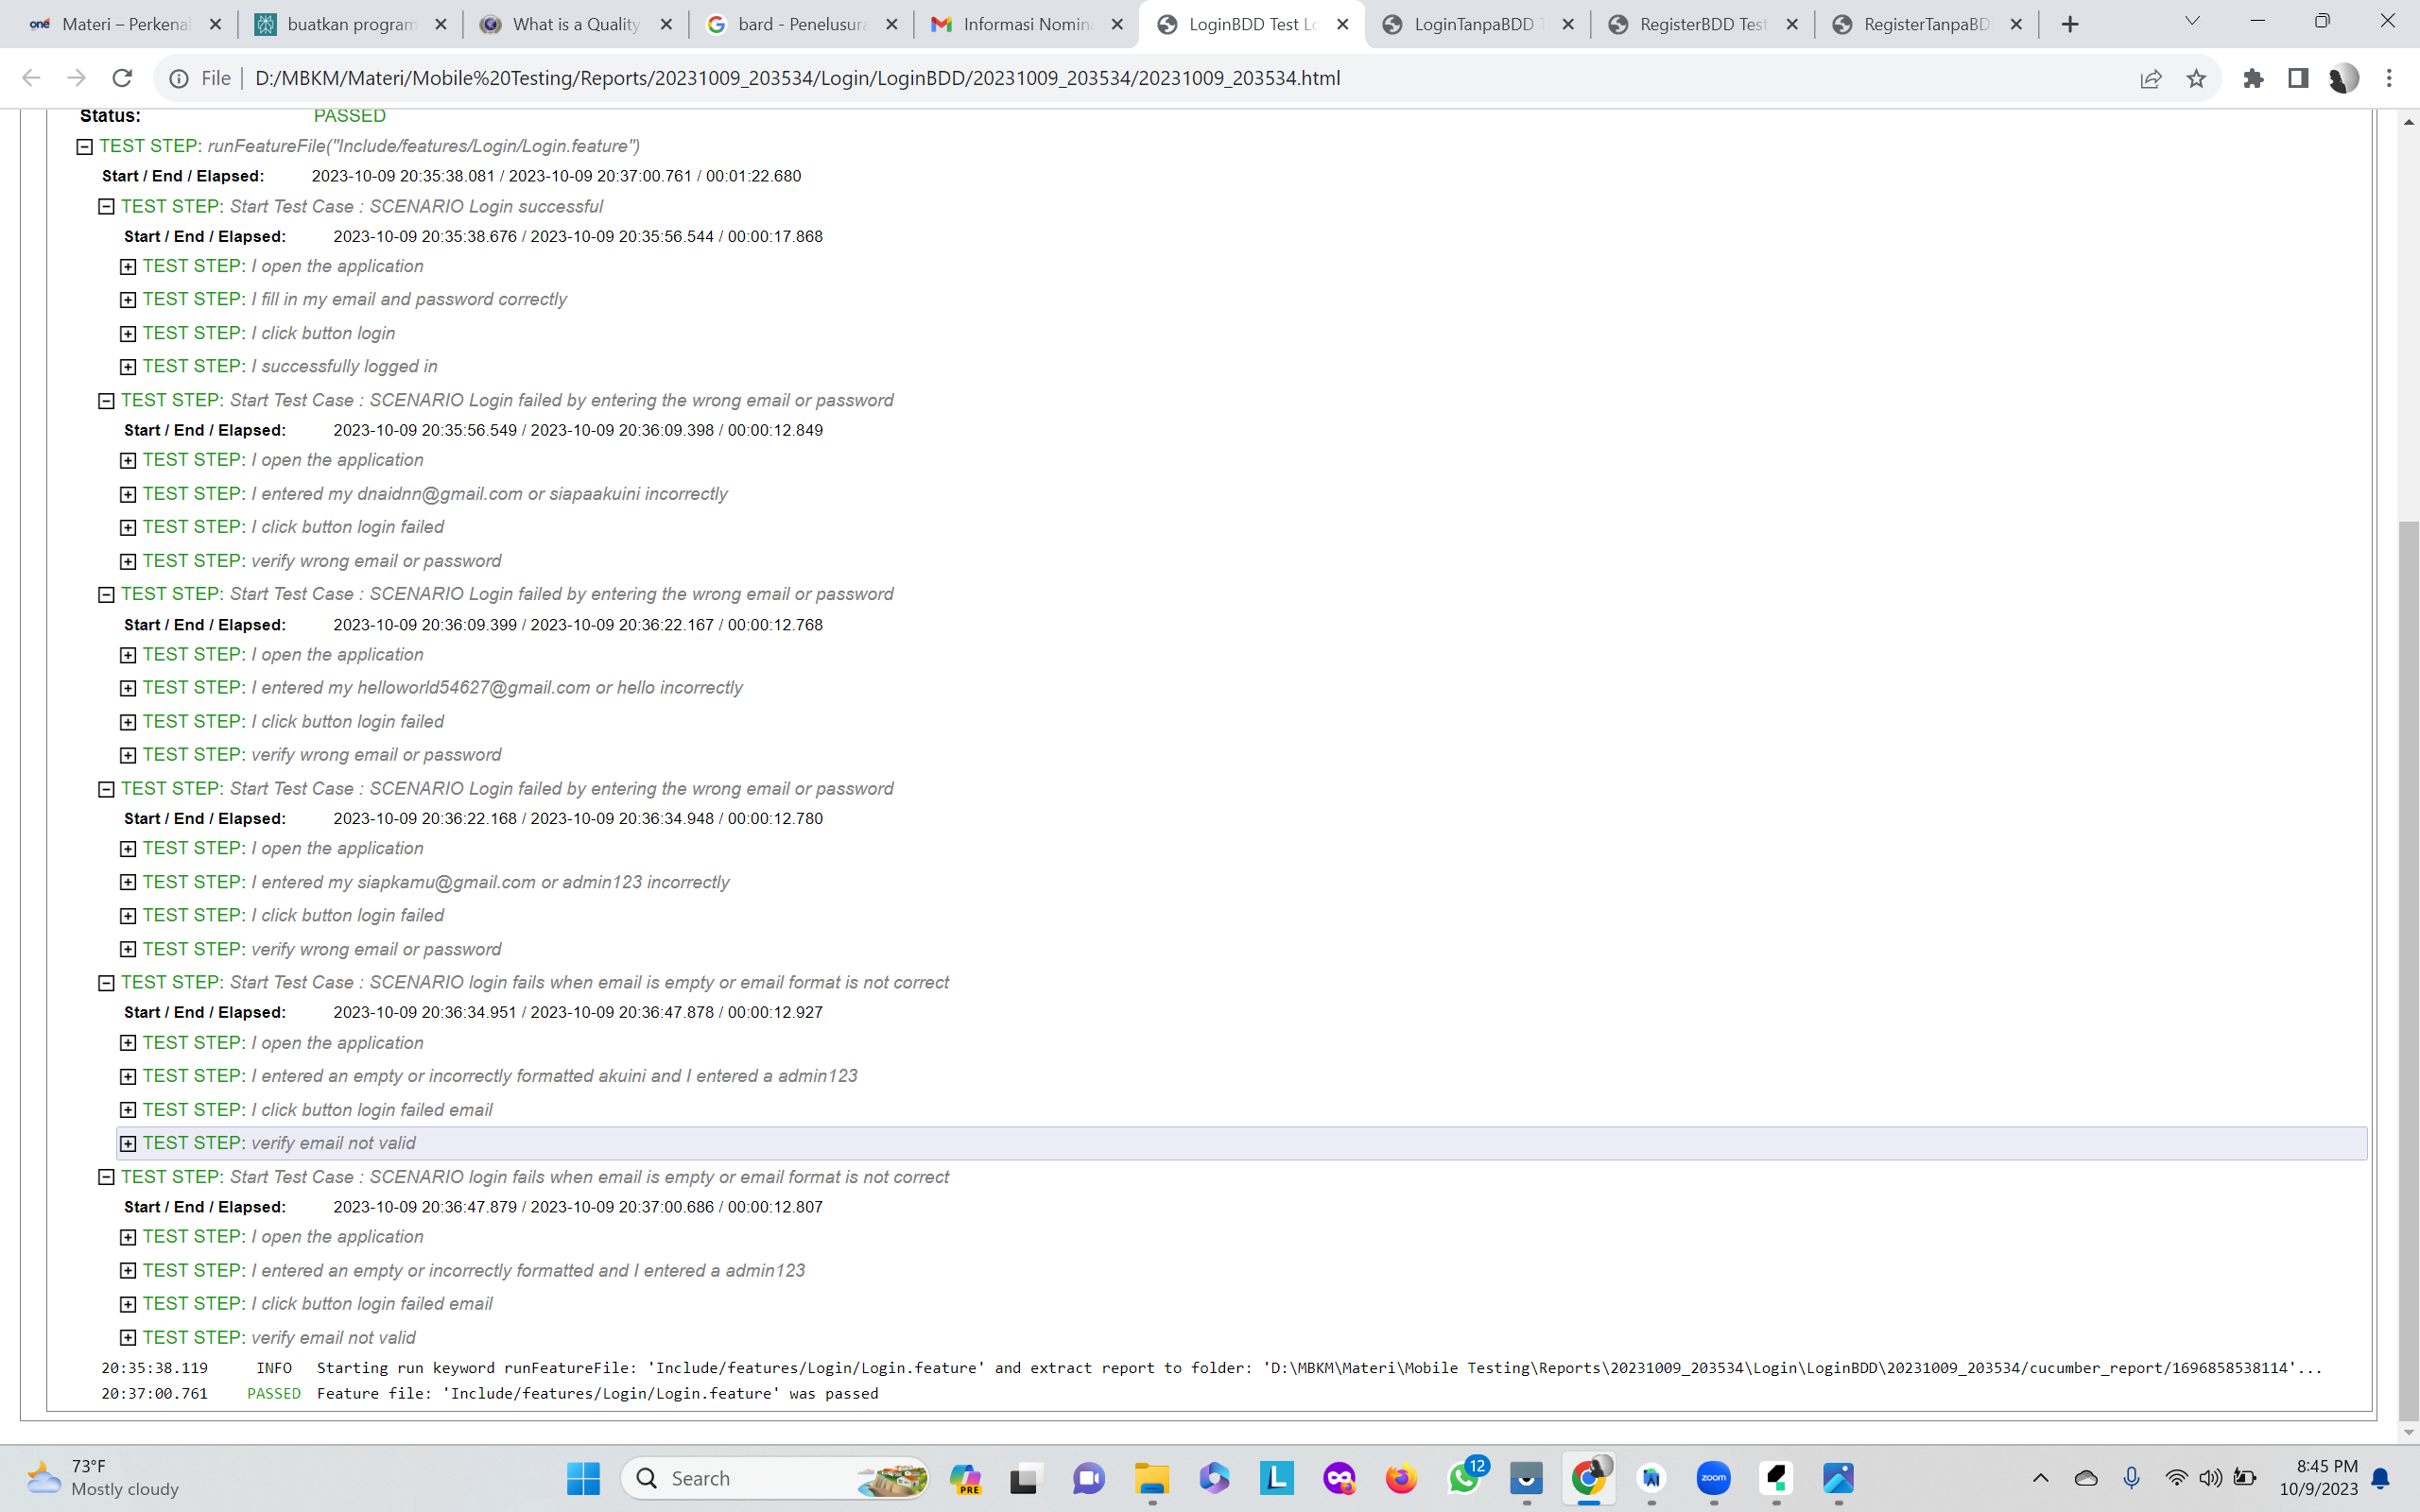 Materi – Perkenal
buatkan program
What is a Quality
bard - Penelusura
Informasi Nomin
LoginBDD Test Lo
LoginTanpaBDD T
RegisterBDD Test
RegisterTanpaBD
File
D:/MBKM/Materi/Mobile%20Testing/Reports/20231009_203534/Login/LoginBDD/20231009_203534/20231009_203534.html
Status: PASSED
TEST STEP: runFeatureFile("Include/features/Login/Login.feature")
Start / End / Elapsed: 2023-10-09 20:35:38.081 / 2023-10-09 20:37:00.761 / 00:01:22.680
TEST STEP: Start Test Case : SCENARIO Login successful
Start / End / Elapsed: 2023-10-09 20:35:38.676 / 2023-10-09 20:35:56.544 / 00:00:17.868
TEST STEP: I open the application
TEST STEP: I fill in my email and password correctly
TEST STEP: I click button login
TEST STEP: I successfully logged in
TEST STEP: Start Test Case : SCENARIO Login failed by entering the wrong email or password
Start / End / Elapsed: 2023-10-09 20:35:56.549 / 2023-10-09 20:36:09.398 / 00:00:12.849
TEST STEP: I open the application
TEST STEP: I entered my dnaidnn@gmail.com or siapaakuini incorrectly
TEST STEP: I click button login failed
TEST STEP: verify wrong email or password
TEST STEP: Start Test Case : SCENARIO Login failed by entering the wrong email or password
Start / End / Elapsed: 2023-10-09 20:36:09.399 / 2023-10-09 20:36:22.167 / 00:00:12.768
TEST STEP: I open the application
TEST STEP: I entered my helloworld54627@gmail.com or hello incorrectly
TEST STEP: I click button login failed
TEST STEP: verify wrong email or password
TEST STEP: Start Test Case : SCENARIO Login failed by entering the wrong email or password
Start / End / Elapsed: 2023-10-09 20:36:22.168 / 2023-10-09 20:36:34.948 / 00:00:12.780
TEST STEP: I open the application
TEST STEP: I entered my siapkamu@gmail.com or admin123 incorrectly
TEST STEP: I click button login failed
TEST STEP: verify wrong email or password
TEST STEP: Start Test Case : SCENARIO login fails when email is empty or email format is not correct
Start / End / Elapsed: 2023-10-09 20:36:34.951 / 2023-10-09 20:36:47.878 / 00:00:12.927
TEST STEP: I open the application
TEST STEP: I entered an empty or incorrectly formatted akuini and I entered a admin123
TEST STEP: I click button login failed email
TEST STEP: verify email not valid
TEST STEP: Start Test Case : SCENARIO login fails when email is empty or email format is not correct
Start / End / Elapsed: 2023-10-09 20:36:47.879 / 2023-10-09 20:37:00.686 / 00:00:12.807
TEST STEP: I open the application
TEST STEP: I entered an empty or incorrectly formatted and I entered a admin123
TEST STEP: I click button login failed email
TEST STEP: verify email not valid
20:35:38.119 INFO Starting run keyword runFeatureFile: 'Include/features/Login/Login.feature' and extract report to folder: 'D:\MBKM\Materi\Mobile Testing\Reports\20231009_203534\Login\LoginBDD\20231009_203534/cucumber_report/1696858538114'...
20:37:00.761 PASSED Feature file: 'Include/features/Login/Login.feature' was passed
73°F
Mostly cloudy
Search
PRE
12
zoom
8:45 PM
10/9/2023